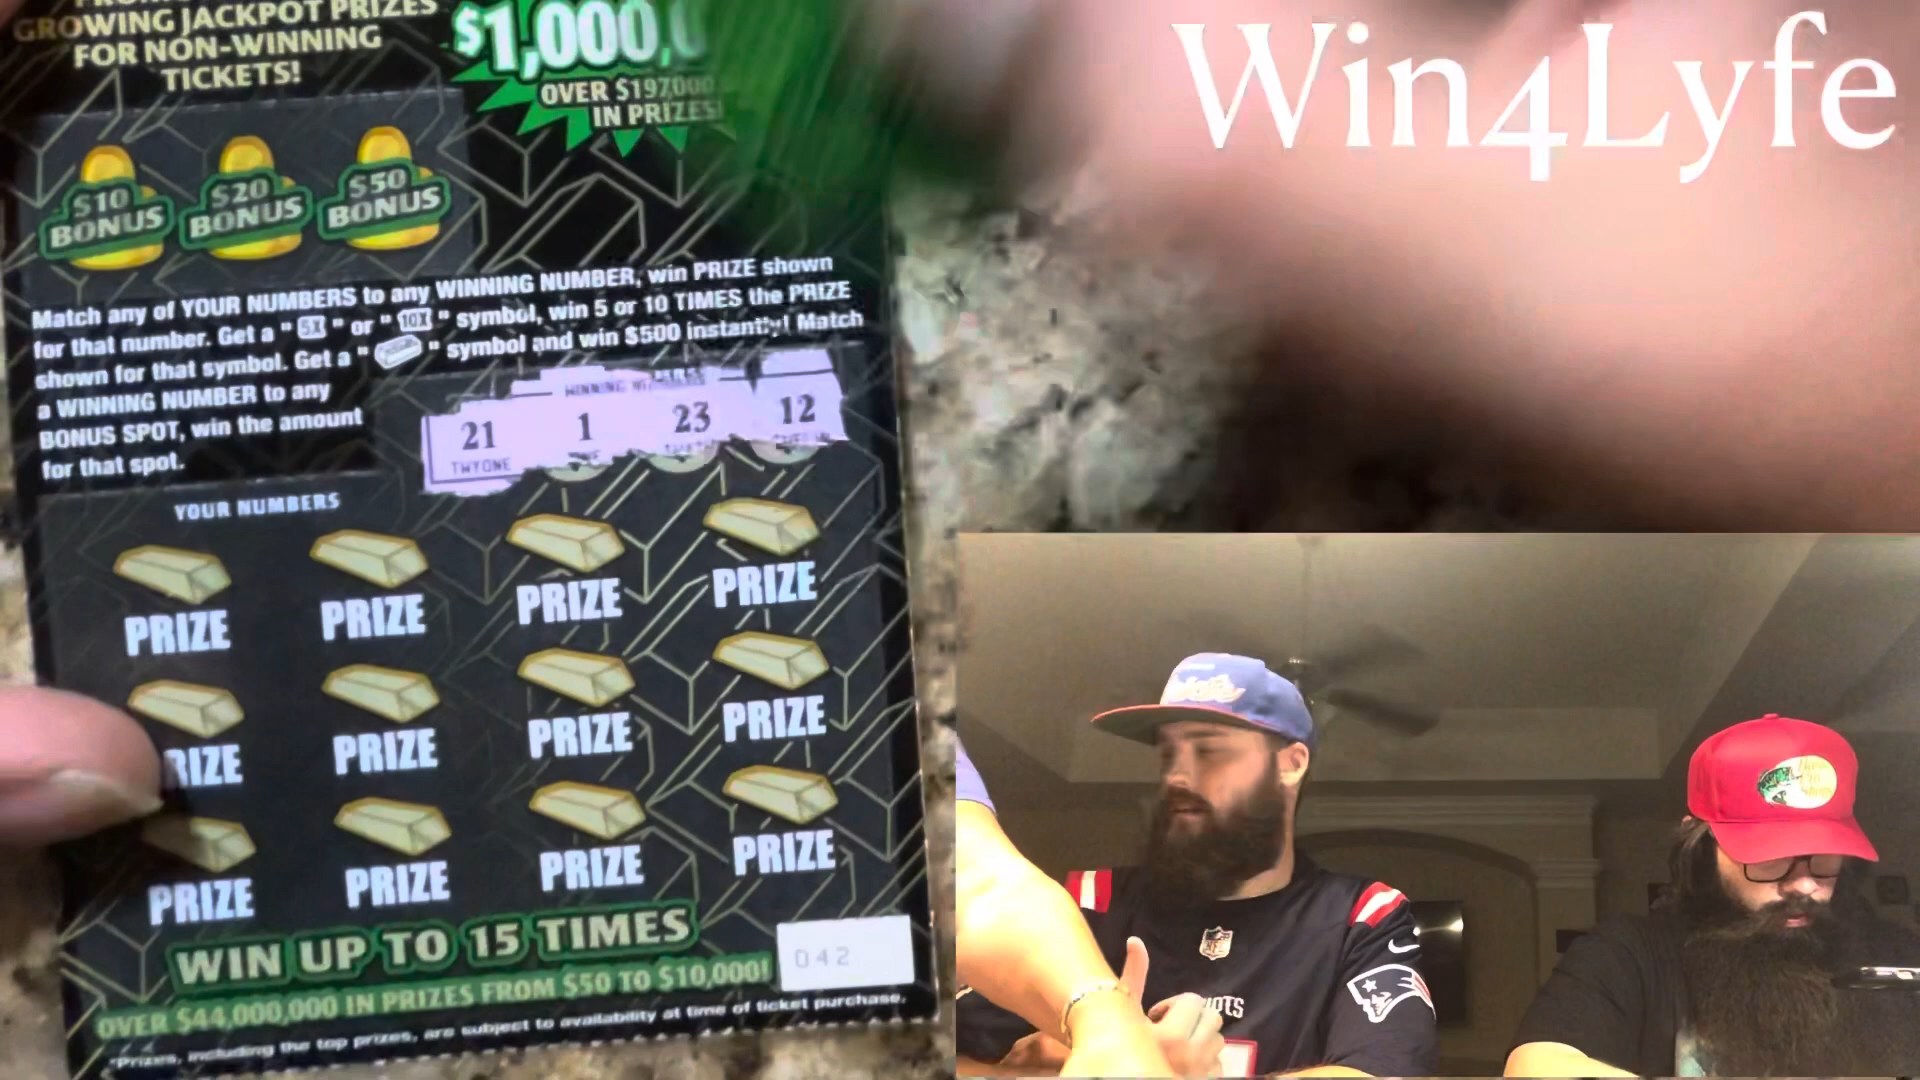 GROWING JACKPOT PRIZES
FOR NON-WINNING
TICKETS!
$1,000,0
OVER $197,000
IN PRIZES!
Win4Lyfe
$10
BONUS
$20
BONUS
$50
BONUS
Match any of YOUR NUMBERS to any WINNING NUMBER, win PRIZE shown
for that number. Get a "5X" or "10X" symbol, win 5 or 10 TIMES the PRIZE
shown for that symbol. Get a " " symbol and win $500 instantly! Match
a WINNING NUMBER to any
BONUS SPOT, win the amount
for that spot.
WINNING
21 1 23 12
TWYONE
YOUR NUMBERS
PRIZE PRIZE PRIZE PRIZE
RIZE PRIZE PRIZE PRIZE
PRIZE PRIZE PRIZE PRIZE
WIN UP TO 15 TIMES
042
OVER $44,000,000 IN PRIZES FROM $50 TO $10,000!
*Prizes, including the top prizes, are subject to availability at time of ticket purchase.
NFL